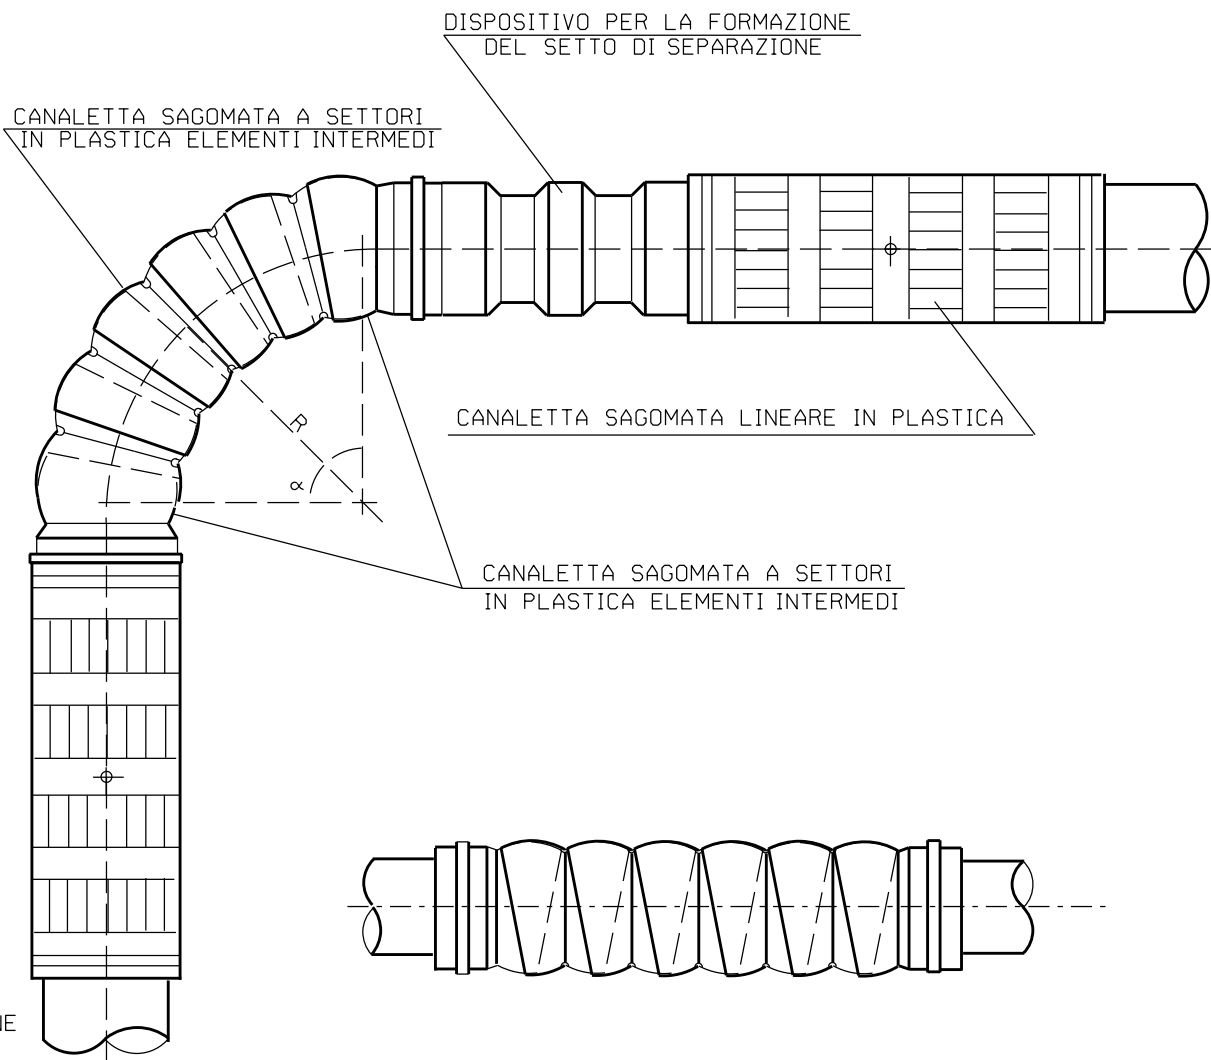 DISPOSITIVO PER LA FORMAZIONE
DEL SETTO DI SEPARAZIONE
CANALETTA SAGOMATA A SETTORI
IN PLASTICA ELEMENTI INTERMEDI
R
α
CANALETTA SAGOMATA LINEARE IN PLASTICA
CANALETTA SAGOMATA A SETTORI
IN PLASTICA ELEMENTI INTERMEDI